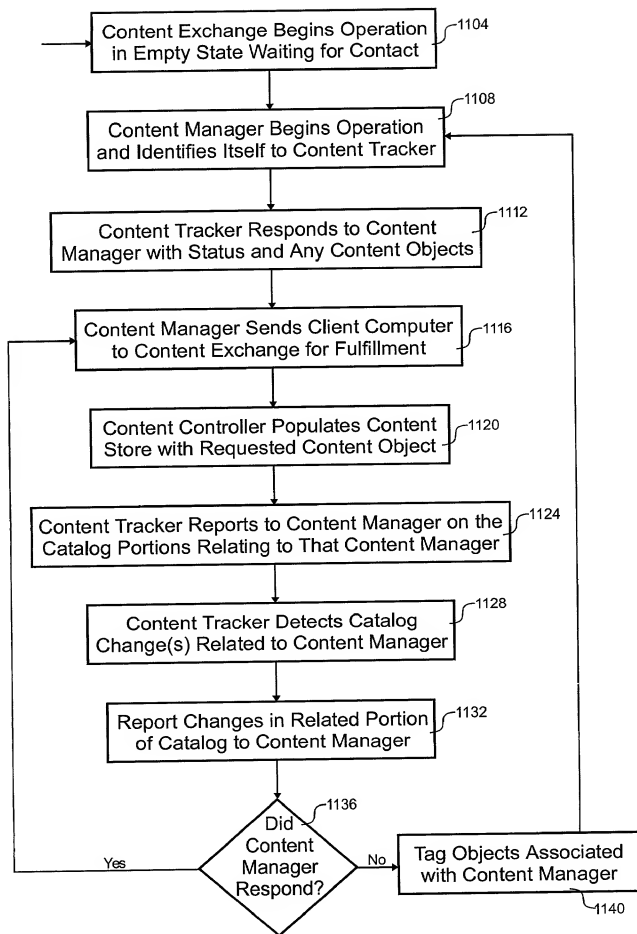 Content Exchange Begins Operation
in Empty State Waiting for Contact
1104
Content Manager Begins Operation
and Identifies Itself to Content Tracker
1108
Content Tracker Responds to Content
Manager with Status and Any Content Objects
1112
Content Manager Sends Client Computer
to Content Exchange for Fulfillment
1116
Content Controller Populates Content
Store with Requested Content Object
1120
Content Tracker Reports to Content Manager on the
Catalog Portions Relating to That Content Manager
1124
Content Tracker Detects Catalog
Change(s) Related to Content Manager
1128
Report Changes in Related Portion
of Catalog to Content Manager
1132
Did
Content
Manager
Respond?
1136
Yes
No
Tag Objects Associated
with Content Manager
1140